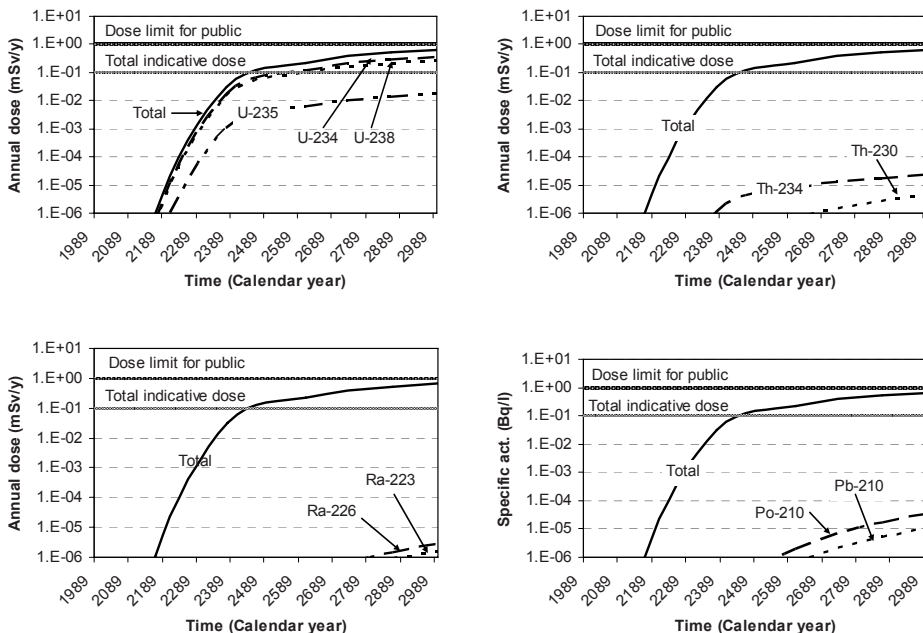 1.E+01
1.E+00
1.E-01
1.E-02
1.E-03
1.E-04
1.E-05
1.E-06
Annual dose (mSv/y)
Dose limit for public
Total indicative dose
Total
U-235
U-234
U-238
1989
2089
2189
2289
2389
2489
2589
2689
2789
2889
2989
Time (Calendar year)
1.E+01
1.E+00
1.E-01
1.E-02
1.E-03
1.E-04
1.E-05
1.E-06
Annual dose (mSv/y)
Dose limit for public
Total indicative dose
Total
Th-230
Th-234
1989
2089
2189
2289
2389
2489
2589
2689
2789
2889
2989
Time (Calendar year)
1.E+01
1.E+00
1.E-01
1.E-02
1.E-03
1.E-04
1.E-05
1.E-06
Annual dose (mSv/y)
Dose limit for public
Total indicative dose
Total
Ra-223
Ra-226
1989
2089
2189
2289
2389
2489
2589
2689
2789
2889
2989
Time (Calendar year)
1.E+01
1.E+00
1.E-01
1.E-02
1.E-03
1.E-04
1.E-05
1.E-06
Specific act. (Bq/l)
Dose limit for public
Total indicative dose
Total
Pb-210
Po-210
1989
2089
2189
2289
2389
2489
2589
2689
2789
2889
2989
Time (Calendar year)